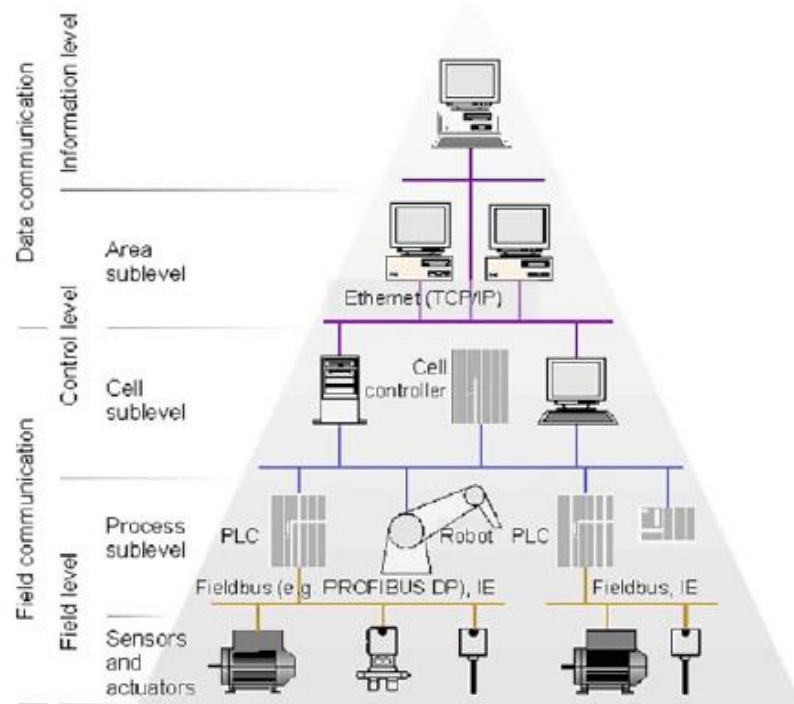 Data communication
Information level
Area
sublevel
Ethernet (TCP/IP)
Control level
Cell
sublevel
Cell
controller
Field communication
Field level
Process
sublevel
PLC
Robot
PLC
Fieldbus (e.g. PROFIBUS DP), IE
Fieldbus, IE
Sensors
and
actuators